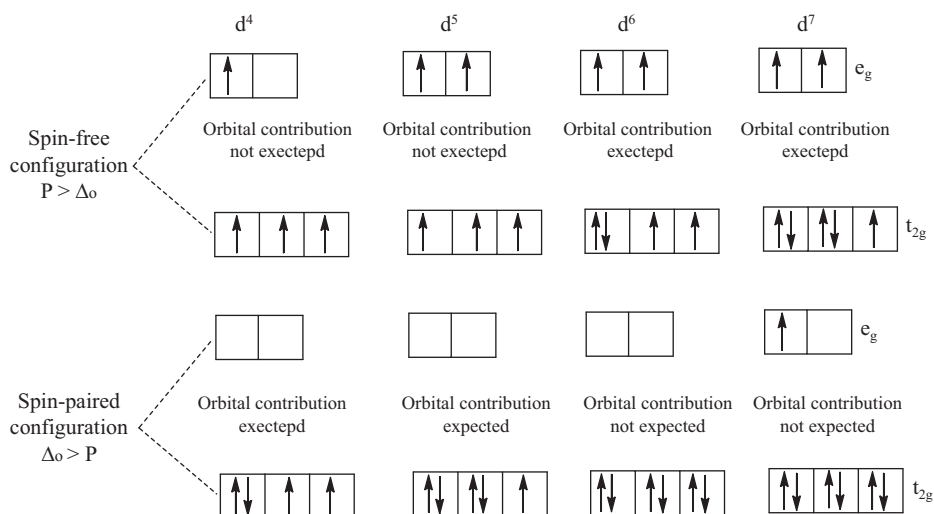 d⁴ d⁵ d⁶ d⁷
e_g
Orbital contribution not exectepd
Orbital contribution not exectepd
Orbital contribution exectepd
Orbital contribution exectepd
Spin-free
configuration
P > Δₒ
t₂g
e_g
Spin-paired
configuration
Δₒ > P
Orbital contribution exectepd
Orbital contribution expected
Orbital contribution not expected
Orbital contribution not expected
t₂g